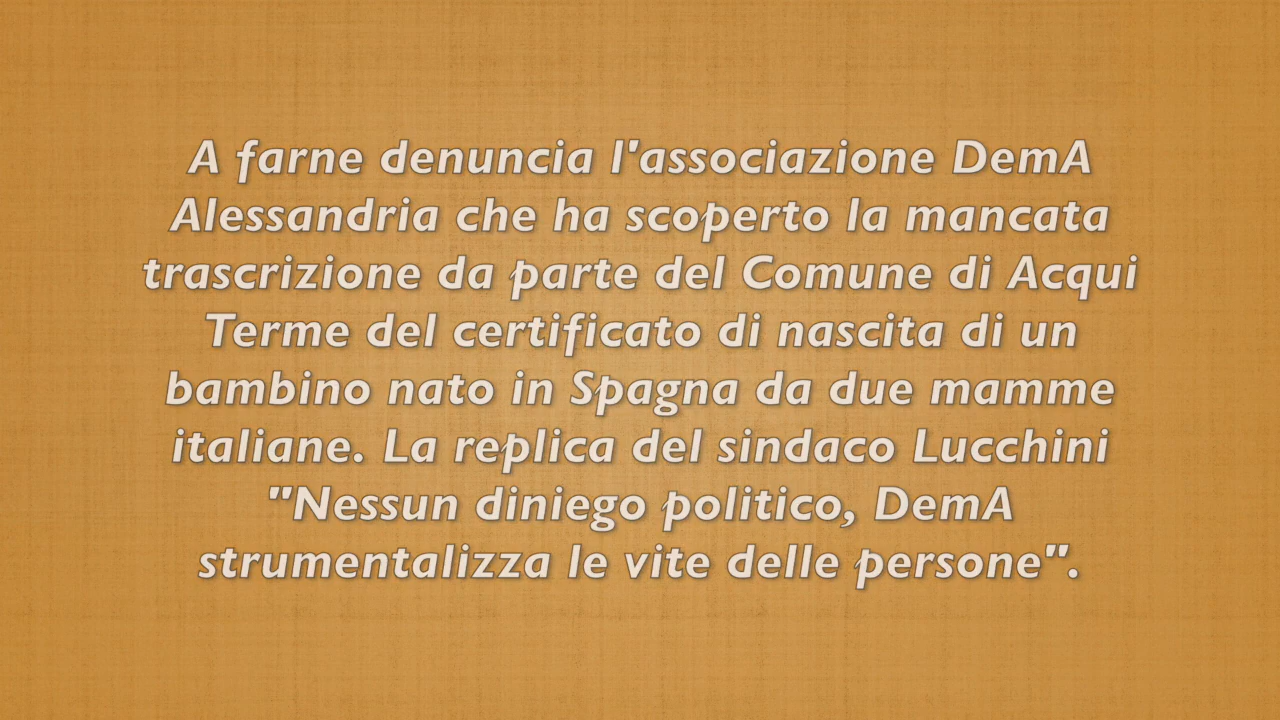 A farne denuncia l'associazione DemA
Alessandria che ha scoperto la mancata
trascrizione da parte del Comune di Acqui
Terme del certificato di nascita di un
bambino nato in Spagna da due mamme
italiane. La replica del sindaco Lucchini
"Nessun diniego politico, DemA
strumentalizza le vite delle persone".